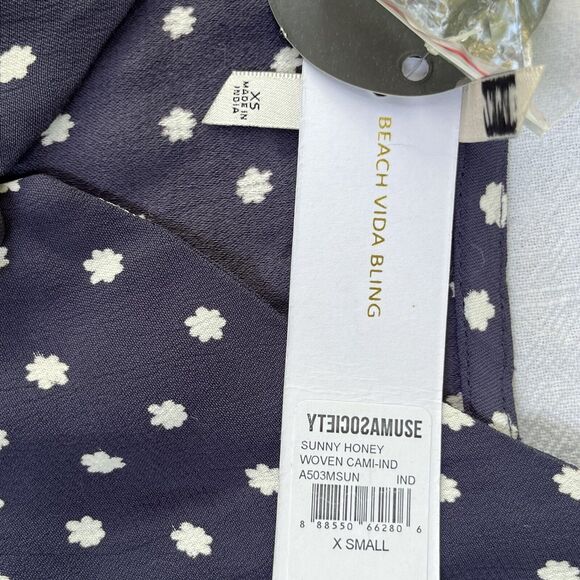 XS
MADE IN
INDIA
BEACH VIDA BLING
AMUSESOCIETY
SUNNY HONEY
WOVEN CAMI-IND
A503MSUN IND
8 88550 66280 6
X SMALL